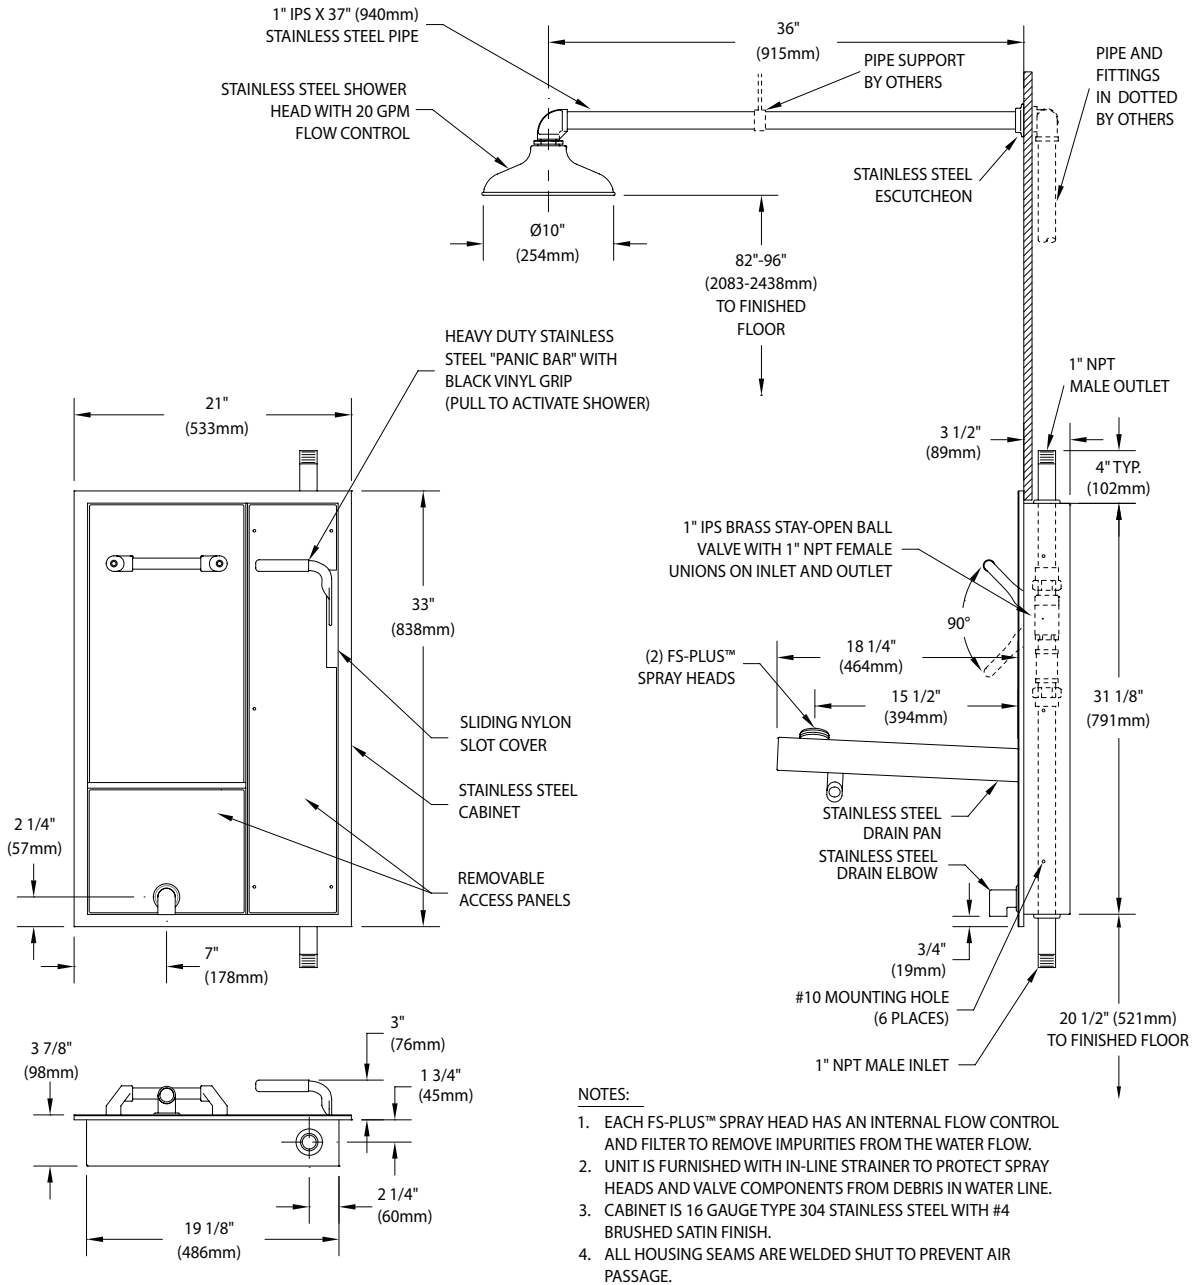 1" IPS X 37" (940mm)
STAINLESS STEEL PIPE
36"
(915mm)
PIPE SUPPORT
BY OTHERS
PIPE AND
FITTINGS
IN DOTTED
BY OTHERS
STAINLESS STEEL SHOWER
HEAD WITH 20 GPM
FLOW CONTROL
STAINLESS STEEL
ESCUTCHEON
Ø10"
(254mm)
82"-96"
(2083-2438mm)
TO FINISHED
FLOOR
HEAVY DUTY STAINLESS
STEEL "PANIC BAR" WITH
BLACK VINYL GRIP
(PULL TO ACTIVATE SHOWER)
1" NPT
MALE OUTLET
21"
(533mm)
3 1/2"
(89mm)
4" TYP.
(102mm)
1" IPS BRASS STAY-OPEN BALL
VALVE WITH 1" NPT FEMALE
UNIONS ON INLET AND OUTLET
33"
(838mm)
90°
(2) FS-PLUS™
SPRAY HEADS
18 1/4"
(464mm)
15 1/2"
(394mm)
31 1/8"
(791mm)
SLIDING NYLON
SLOT COVER
STAINLESS STEEL
CABINET
2 1/4"
(57mm)
STAINLESS STEEL
DRAIN PAN
STAINLESS STEEL
DRAIN ELBOW
REMOVABLE
ACCESS PANELS
7"
(178mm)
3/4"
(19mm)
#10 MOUNTING HOLE
(6 PLACES)
20 1/2" (521mm)
TO FINISHED FLOOR
1" NPT MALE INLET
3"
(76mm)
3 7/8"
(98mm)
1 3/4"
(45mm)
2 1/4"
(60mm)
19 1/8"
(486mm)
NOTES:
1. EACH FS-PLUS™ SPRAY HEAD HAS AN INTERNAL FLOW CONTROL
AND FILTER TO REMOVE IMPURITIES FROM THE WATER FLOW.
2. UNIT IS FURNISHED WITH IN-LINE STRAINER TO PROTECT SPRAY
HEADS AND VALVE COMPONENTS FROM DEBRIS IN WATER LINE.
3. CABINET IS 16 GAUGE TYPE 304 STAINLESS STEEL WITH #4
BRUSHED SATIN FINISH.
4. ALL HOUSING SEAMS ARE WELDED SHUT TO PREVENT AIR
PASSAGE.